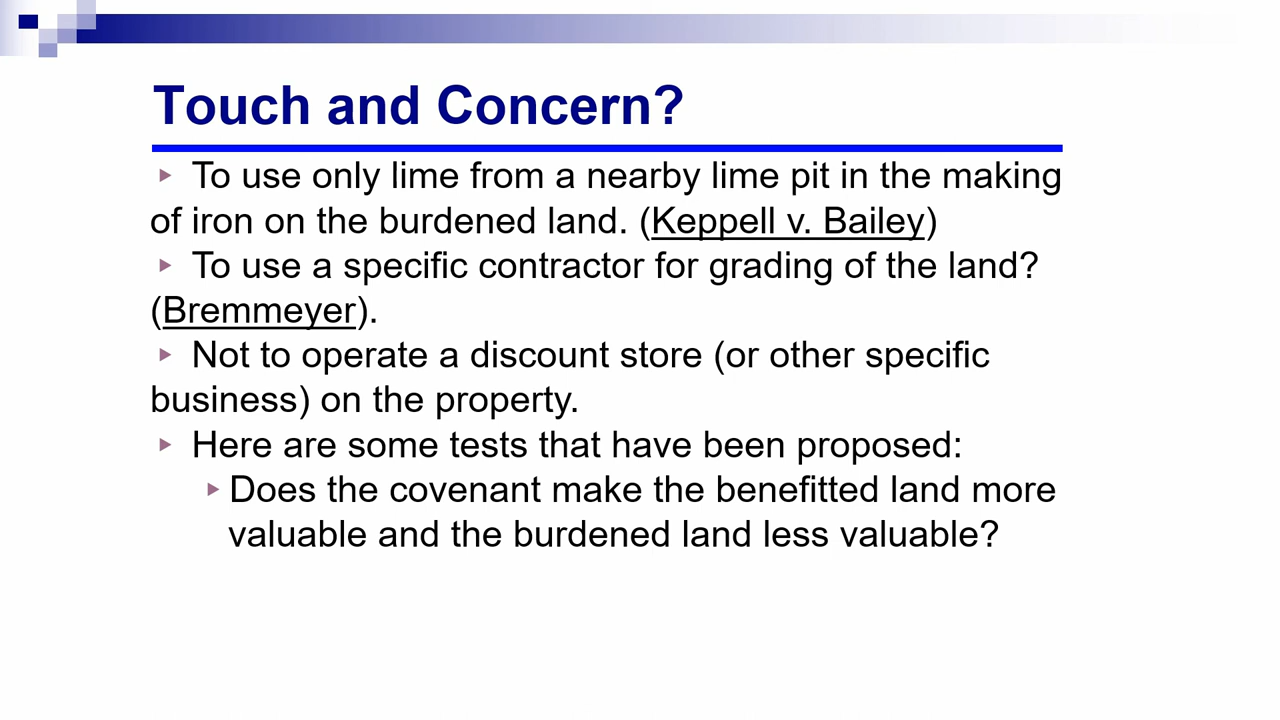 Touch and Concern?
▸ To use only lime from a nearby lime pit in the making
of iron on the burdened land. (Keppell v. Bailey)
▸ To use a specific contractor for grading of the land?
(Bremmeyer).
▸ Not to operate a discount store (or other specific
business) on the property.
▸ Here are some tests that have been proposed:
▸ Does the covenant make the benefitted land more
valuable and the burdened land less valuable?